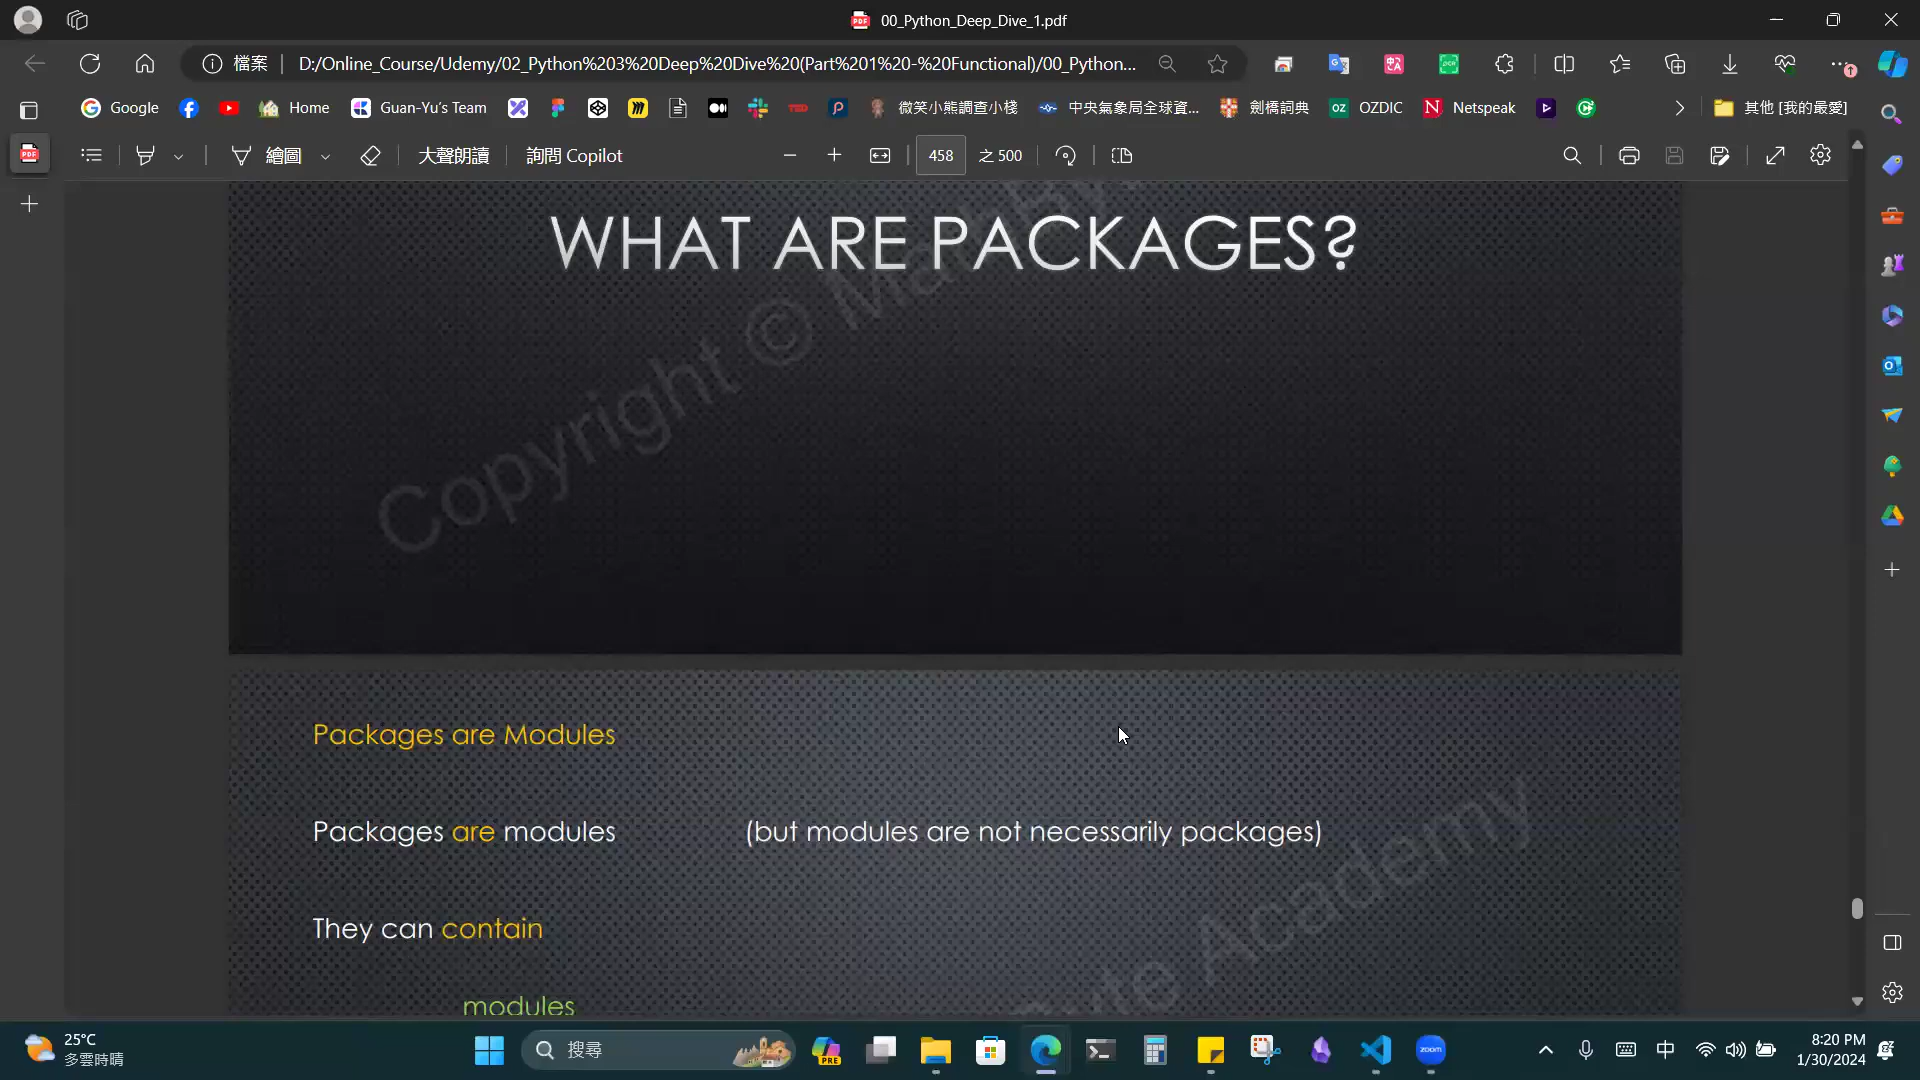 00_Python_Deep_Dive_1.pdf
檔案 D:/Online_Course/Udemy/02_Python%203%20Deep%20Dive%20(Part%201%20-%20Functional)/00_Python...
Google Home Guan-Yu's Team 微笑小熊調查小棧 中央氣象局全球資... 劍橋詞典 OZDIC Netspeak 其他 [我的最愛]
繪圖 大聲朗讀 詢問 Copilot 458 之 500
WHAT ARE PACKAGES?
Copyright ©
Packages are Modules
Packages are modules (but modules are not necessarily packages)
They can contain
modules
Academy
25°C
多雲時晴
搜尋
PRE
zoom
中
8:20 PM
1/30/2024